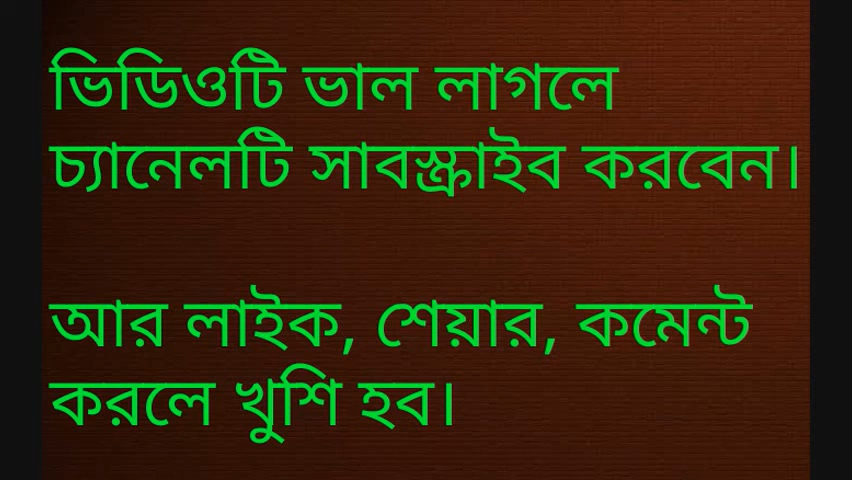 ভিডিওটি ভাল লাগলে
চ্যানেলটি সাবস্ক্রাইব করবেন।
আর লাইক, শেয়ার, কমেন্ট
করলে খুশি হব।